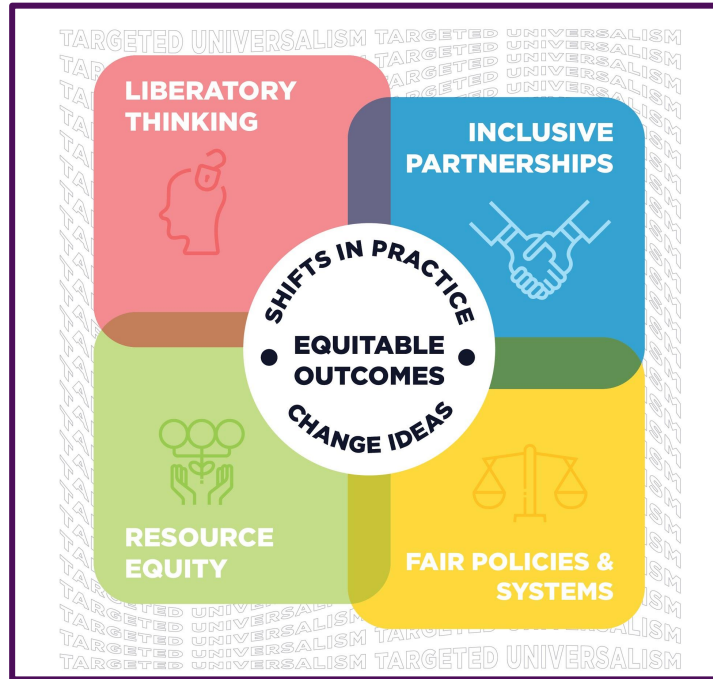 TARGETED UNIVERSALISM TARGETED UNIVERSALISM
LIBERATORY
THINKING
INCLUSIVE
PARTNERSHIPS
SHIFTS IN PRACTICE
EQUITABLE
OUTCOMES
CHANGE IDEAS
RESOURCE
EQUITY
FAIR POLICIES &
SYSTEMS
TARGETED UNIVERSALISM TARGETED UNIVERSALISM